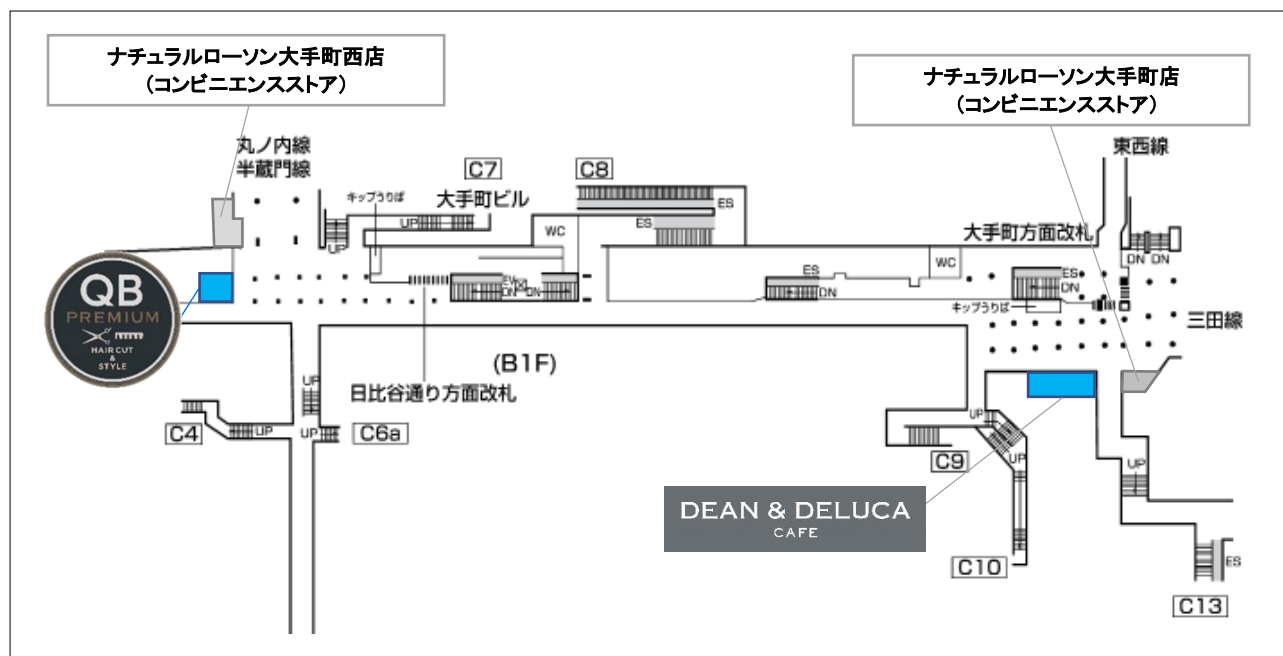 ナチュラルローソン大手町西店
(コンビニエンスストア)
ナチュラルローソン大手町店
(コンビニエンスストア)
丸ノ内線
半蔵門線
C7
C8
東西線
キップうりば
大手町ビル
ES
UP
UP
ES
WC
大手町方面改札
WC
DN
DN
QB
PREMIUM
HAIR CUT
&
STYLE
EV
DN
DN
ES
DN
ES
DN
キップうりば
三田線
(B1F)
日比谷通り方面改札
UP
C4
UP
UP
C6a
UP
C9
UP
UP
DEAN & DELUCA
CAFE
C10
ES
C13